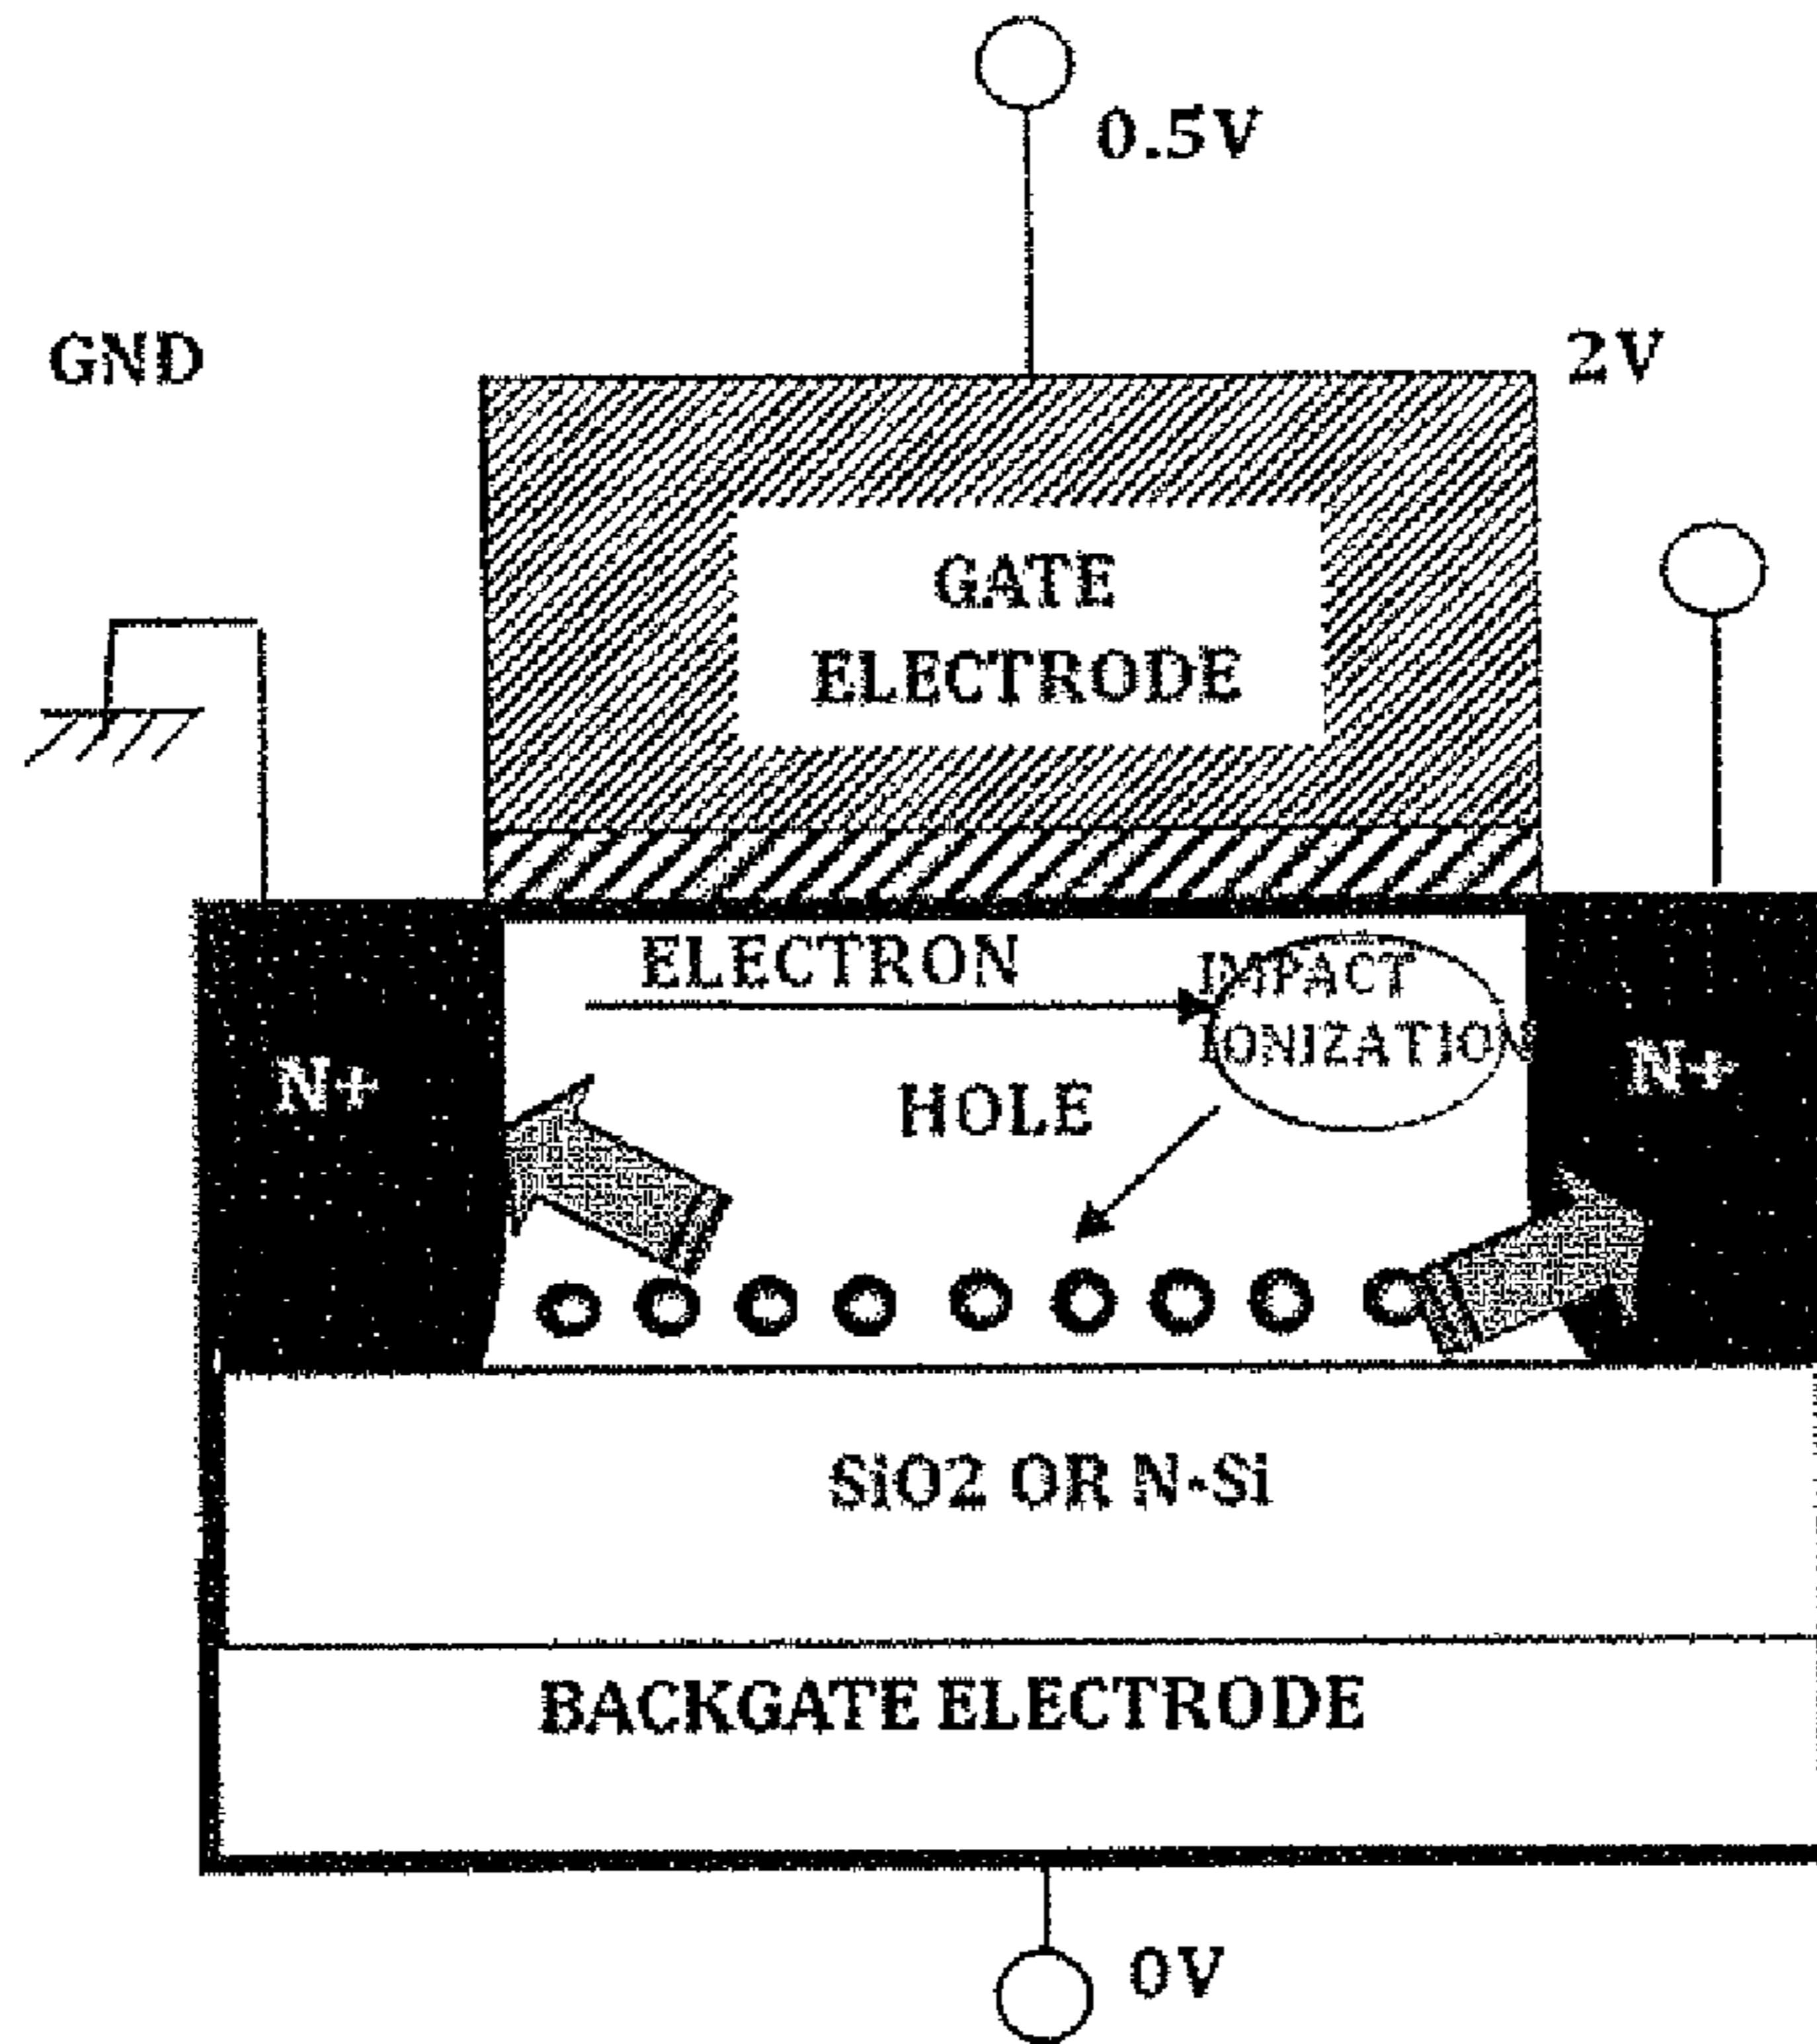 0.5V
GND
2V
GATE
ELECTRODE
ELECTRON
IMPACT
IONIZATION
N+
HOLE
N+
SiO2 OR N-Si
BACKGATE ELECTRODE
0V